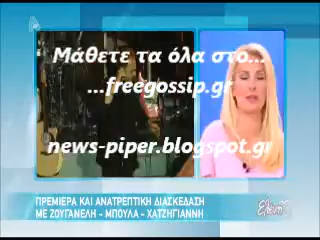 Μάθετε τα όλα στο...
...freegossip.gr
news-piper.blogspot.gr
ΠΡΕΜΙΕΡΑ ΚΑΙ ΑΝΑΤΡΕΠΤΙΚΗ ΔΙΑΣΚΕΔΑΣΗ
ΜΕ ΖΟΥΓΑΝΕΛΗ - ΜΠΟΥΛΑ - ΧΑΤΖΗΓΙΑΝΝΗ
Ελένη